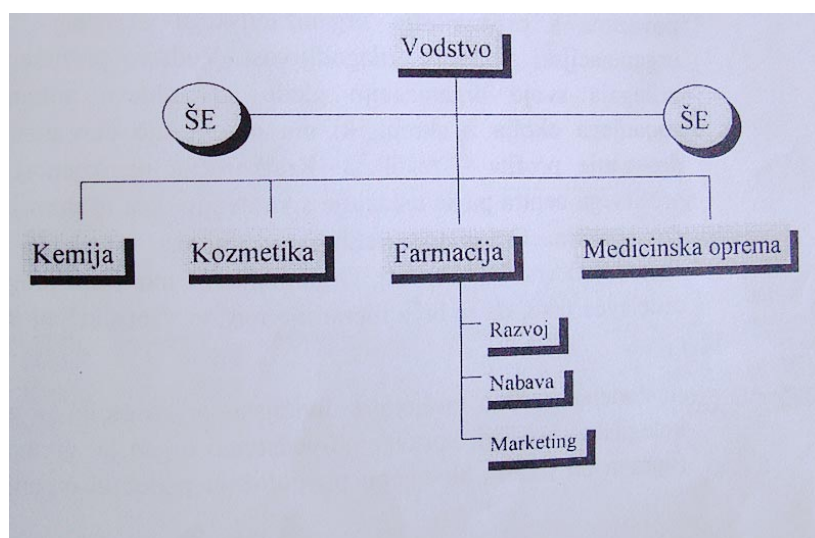 Vodstvo
ŠE
ŠE
Kemija
Kozmetika
Farmacija
Medicinska oprema
Razvoj
Nabava
Marketing